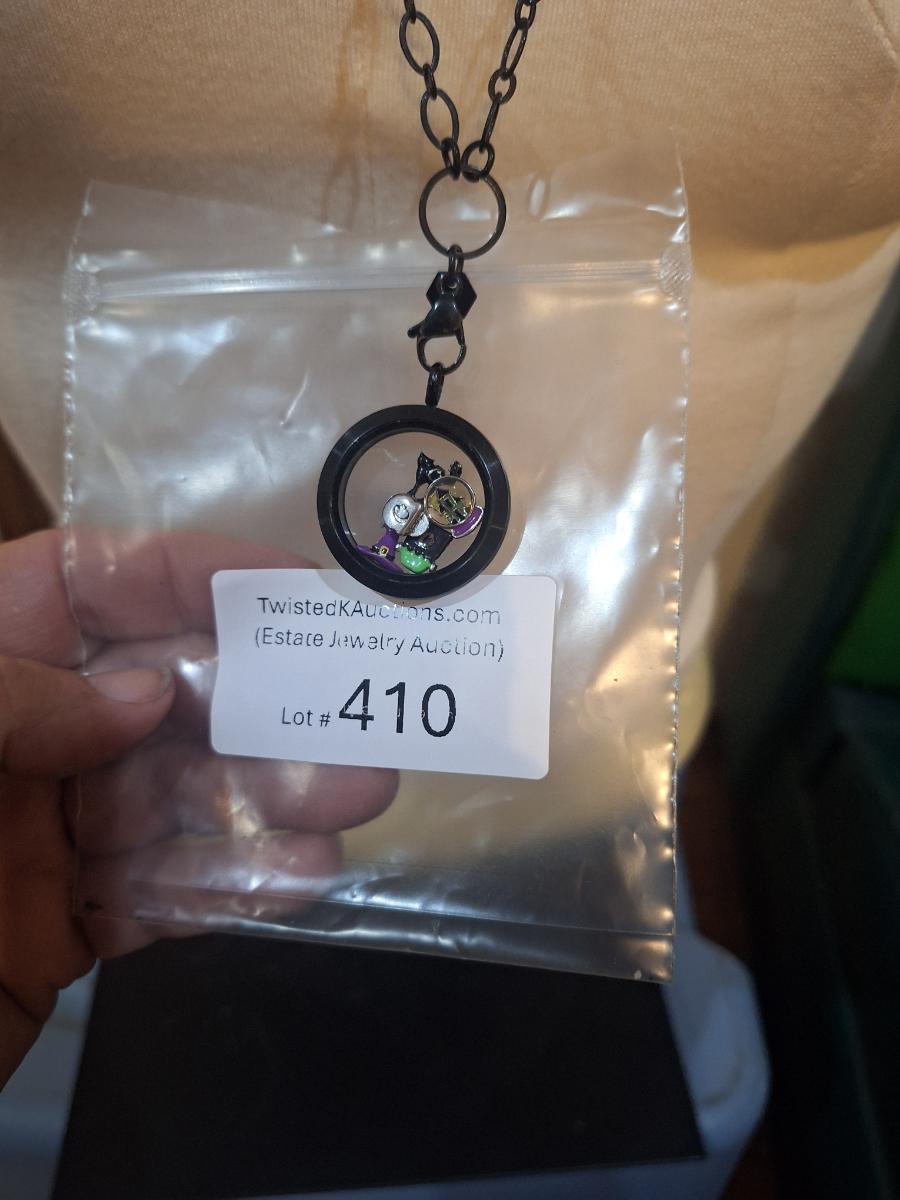 TwistedKAuctions.com
(Estate Jewelry Auction)
Lot # 410